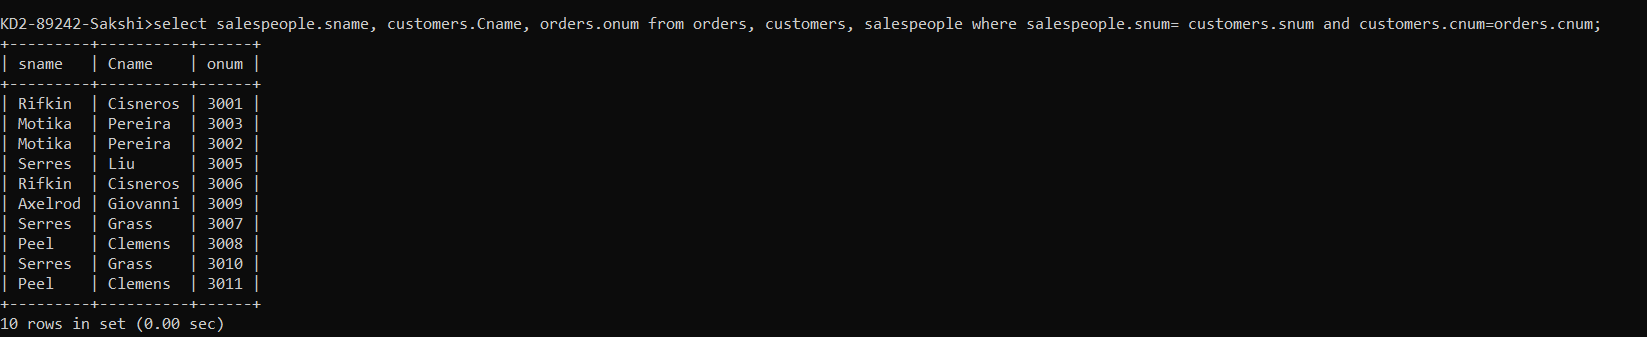 KD2-89242-Sakshi>select salespeople.sname, customers.Cname, orders.onum from orders, customers, salespeople where salespeople.snum= customers.snum and customers.cnum=orders.cnum;
+---------+----------+------+
| sname   | Cname    | onum |
+---------+----------+------+
| Rifkin  | Cisneros | 3001 |
| Motika  | Pereira  | 3003 |
| Motika  | Pereira  | 3002 |
| Serres  | Liu      | 3005 |
| Rifkin  | Cisneros | 3006 |
| Axelrod | Giovanni | 3009 |
| Serres  | Grass    | 3007 |
| Peel    | Clemens  | 3008 |
| Serres  | Grass    | 3010 |
| Peel    | Clemens  | 3011 |
+---------+----------+------+
10 rows in set (0.00 sec)